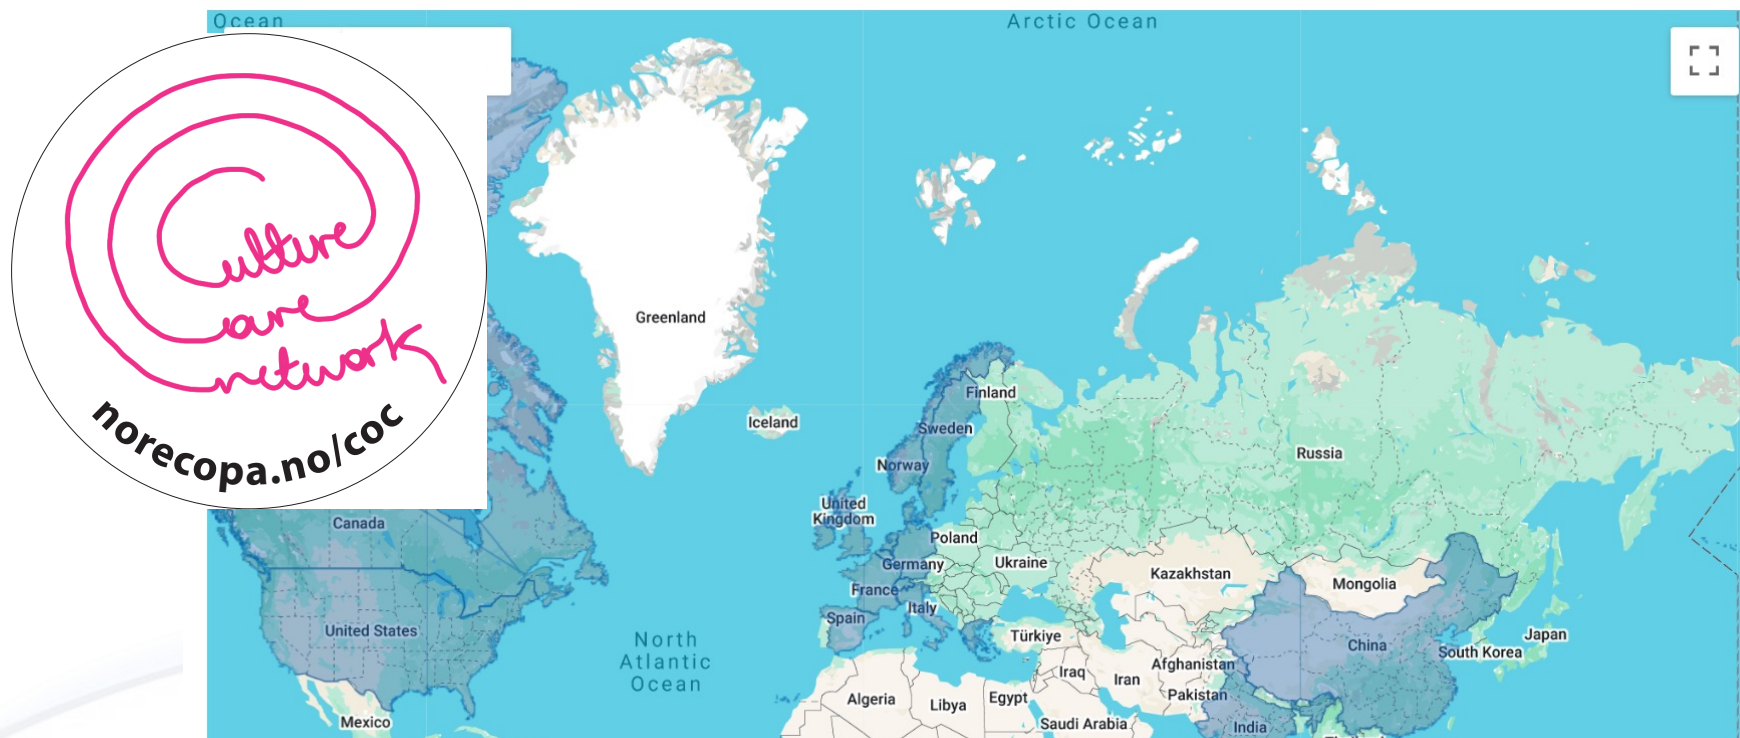 Ocean
Arctic Ocean
Culture
Care
network
norecopa.no/coc
Greenland
Finland
Iceland
Sweden
Russia
Norway
United
Kingdom
Canada
Poland
Ukraine
Germany
Kazakhstan
Mongolia
France
Italy
Spain
United States
North
Atlantic
Ocean
Türkiye
Japan
China
South Korea
Afghanistan
Iraq
Iran
Pakistan
Algeria
Libya
Egypt
Mexico
Saudi Arabia
India